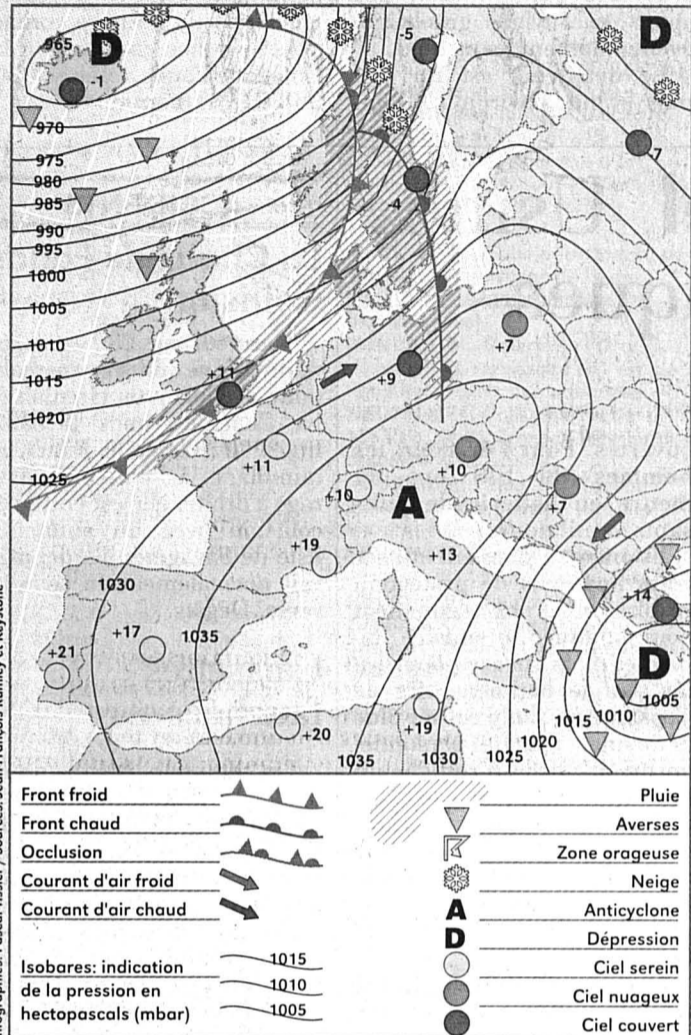 D
D
965
-1
-5
-7
970
975
980
985
990
995
1000
1005
1010
1015
1020
1025
-4
+11
+9
+7
+11
+10
+10
+7
A
+19
+13
1030
+17
1035
+21
+14
D
1005
1010
1015
1020
1025
1030
1035
+20
+19
Front froid
Front chaud
Occlusion
Courant d'air froid
Courant d'air chaud
Isobares: indication
de la pression en
hectopascals (mbar)
1015
1010
1005
Pluie
Averses
Zone orageuse
Neige
A Anticyclone
D Dépression
Ciel serein
Ciel nuageux
Ciel couvert